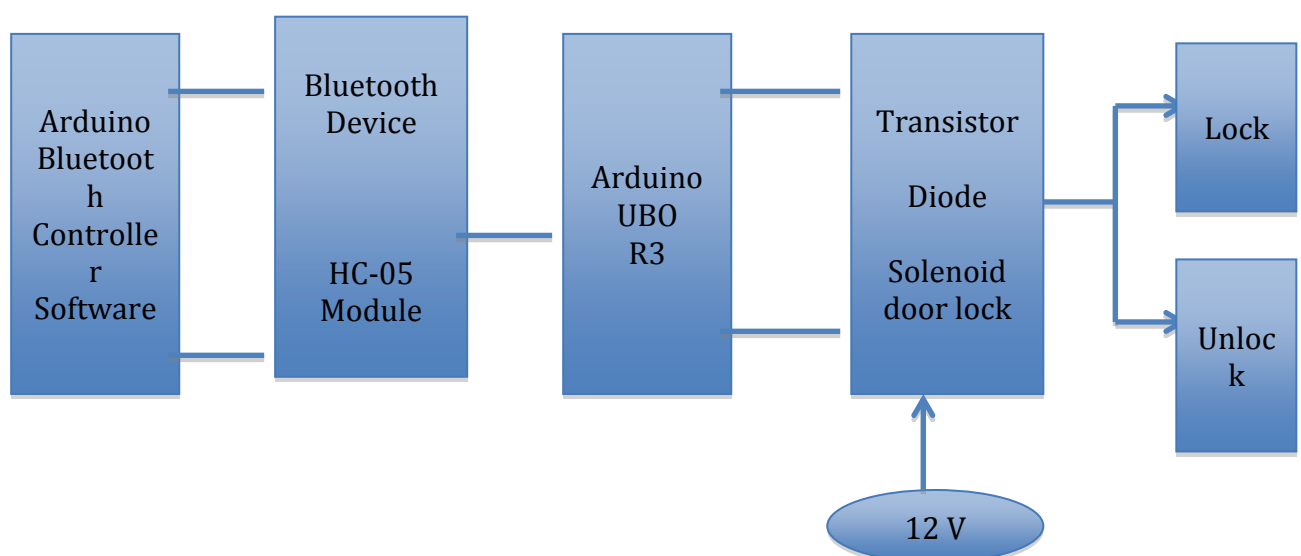 Arduino
Bluetoot
h
Controlle
r
Software
Bluetooth
Device
HC-05
Module
Arduino
UBO
R3
Transistor
Diode
Solenoid
door lock
Lock
Unloc
k
12 V